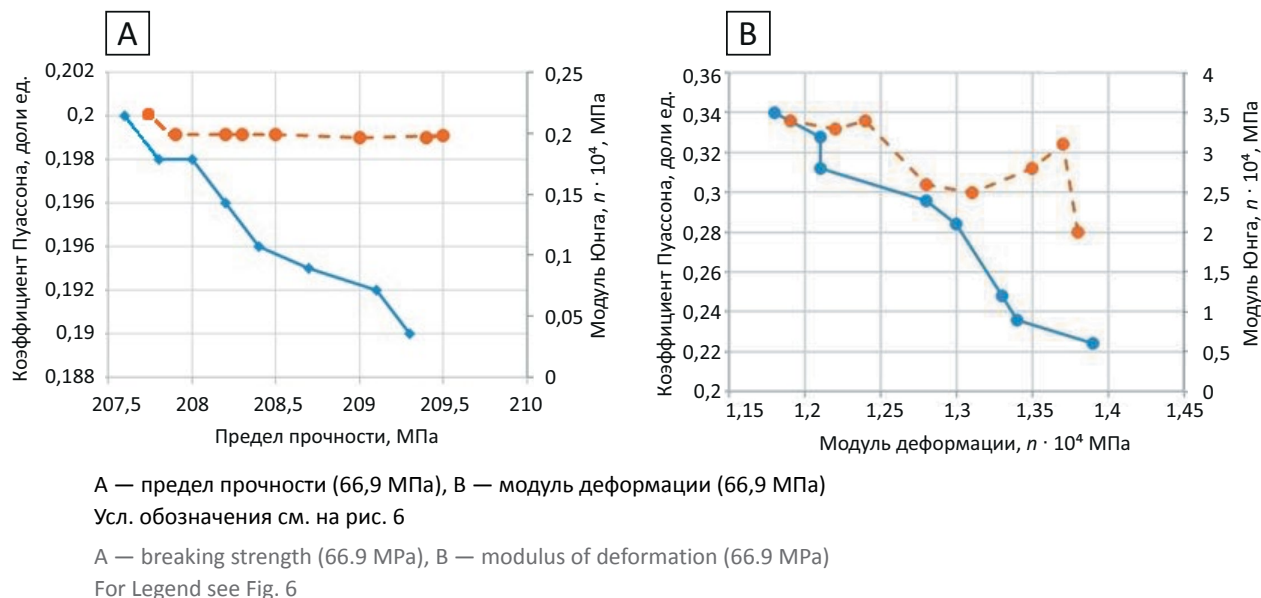 A
B
Коэффициент Пуассона, доли ед.
0,202
0,2
0,198
0,196
0,196
0,192
0,19
0,188
207,5 208 208,5 209 209,5 210
Предел прочности, МПа
0,25
0,2
0,15
0,1
0,05
0
Модуль Юнга, n · 10⁴, МПа
Коэффициент Пуассона, доли ед.
0,36
0,34
0,32
0,3
0,28
0,26
0,24
0,22
0,2
1,15 1,2 1,25 1,3 1,35 1,4 1,45
Модуль деформации, n · 10⁴ МПа
4
3,5
3
2,5
2
1,5
1
0,5
0
Модуль Юнга, n · 10⁴, МПа
A — предел прочности (66,9 МПа), B — модуль деформации (66,9 МПа)
Усл. обозначения см. на рис. 6
A — breaking strength (66.9 MPa), B — modulus of deformation (66.9 MPa)
For Legend see Fig. 6